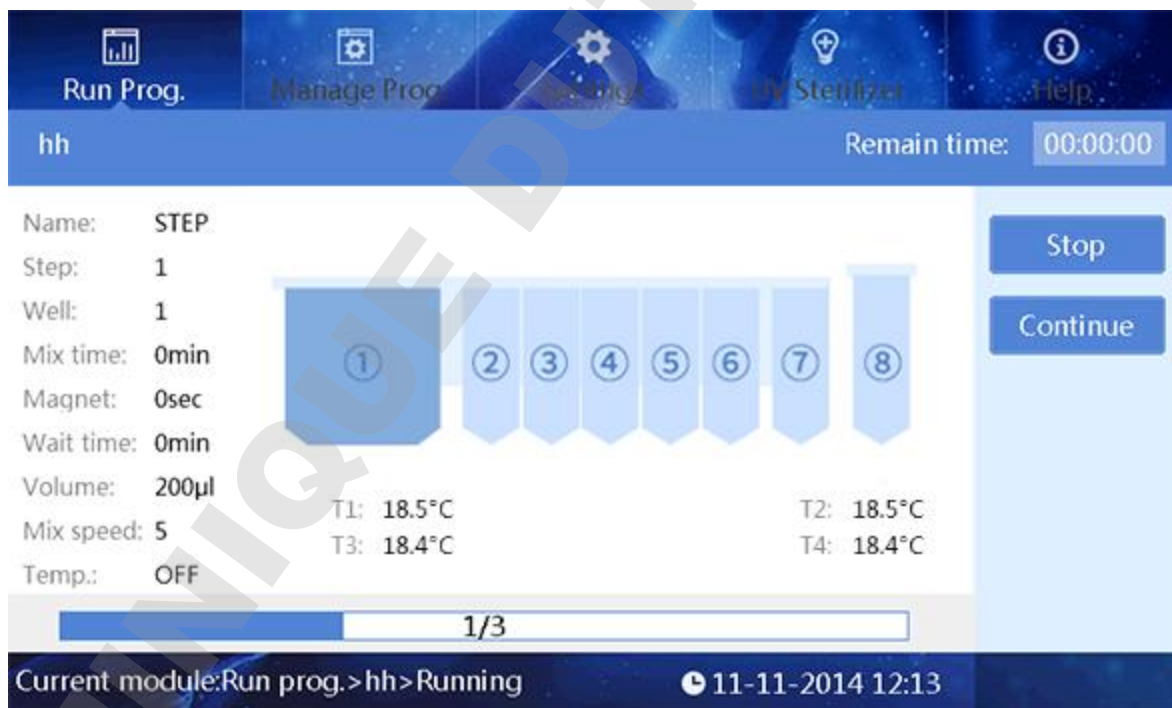 Run Prog. Manage Prog. Settings UV Sterilizer Help
hh Remain time: 00:00:00
Name: STEP
Step: 1
Well: 1
Mix time: 0min
Magnet: 0sec
Wait time: 0min
Volume: 200µl
Mix speed: 5
Temp.: OFF
① ② ③ ④ ⑤ ⑥ ⑦ ⑧
T1: 18.5°C T2: 18.5°C
T3: 18.4°C T4: 18.4°C
Stop
Continue
1/3
Current module:Run prog.>hh>Running 11-11-2014 12:13